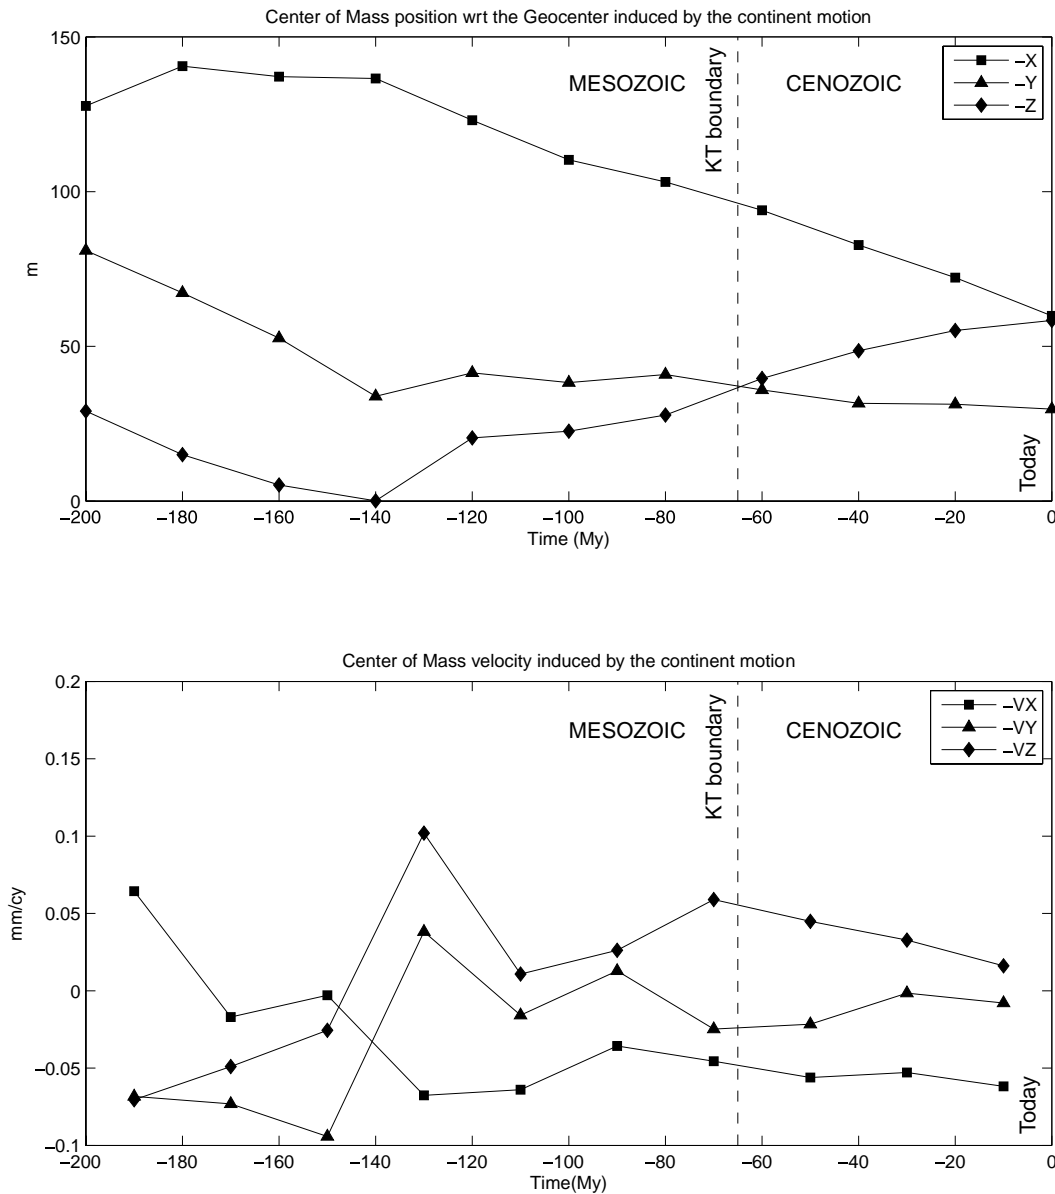 Center of Mass position wrt the Geocenter induced by the continent motion
150
100
50
0
m
MESOZOIC
KT boundary
CENOZOIC
–X
–Y
–Z
Today
–200 –180 –160 –140 –120 –100 –80 –60 –40 –20 0
Time (My)
Center of Mass velocity induced by the continent motion
0.2
0.15
0.1
0.05
0
–0.05
–0.1
mm/cy
MESOZOIC
KT boundary
CENOZOIC
–VX
–VY
–VZ
Today
–200 –180 –160 –140 –120 –100 –80 –60 –40 –20 0
Time(My)